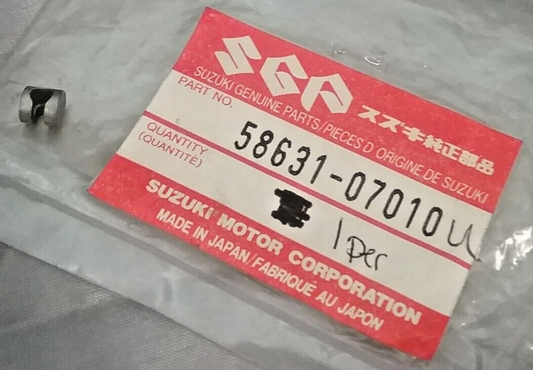 SGP スズキ純正部品
SUZUKI GENUINE PARTS/PIECES D'ORIGINE DE SUZUKI
PART NO.
58631-07010 u
QUANTITY
(QUANTITÉ)
1 per
SUZUKI MOTOR CORPORATION
MADE IN JAPAN/FABRIQUÉ AU JAPON